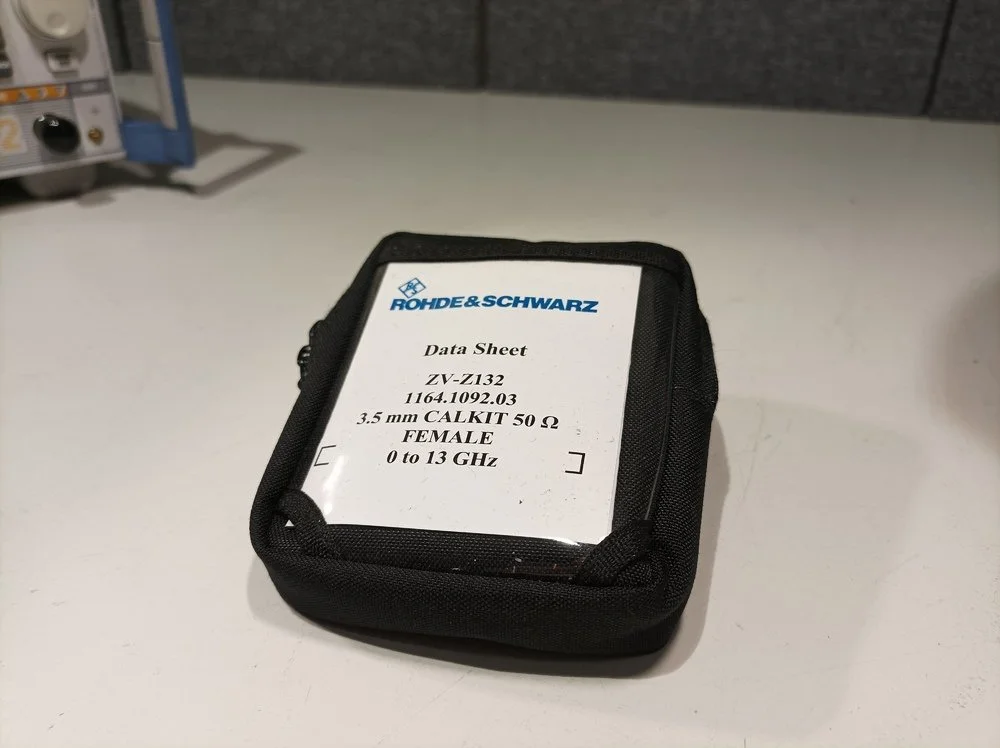 ROHDE&SCHWARZ
Data Sheet
ZV-Z132
1164.1092.03
3.5 mm CALKIT 50 Ω
FEMALE
0 to 13 GHz
2